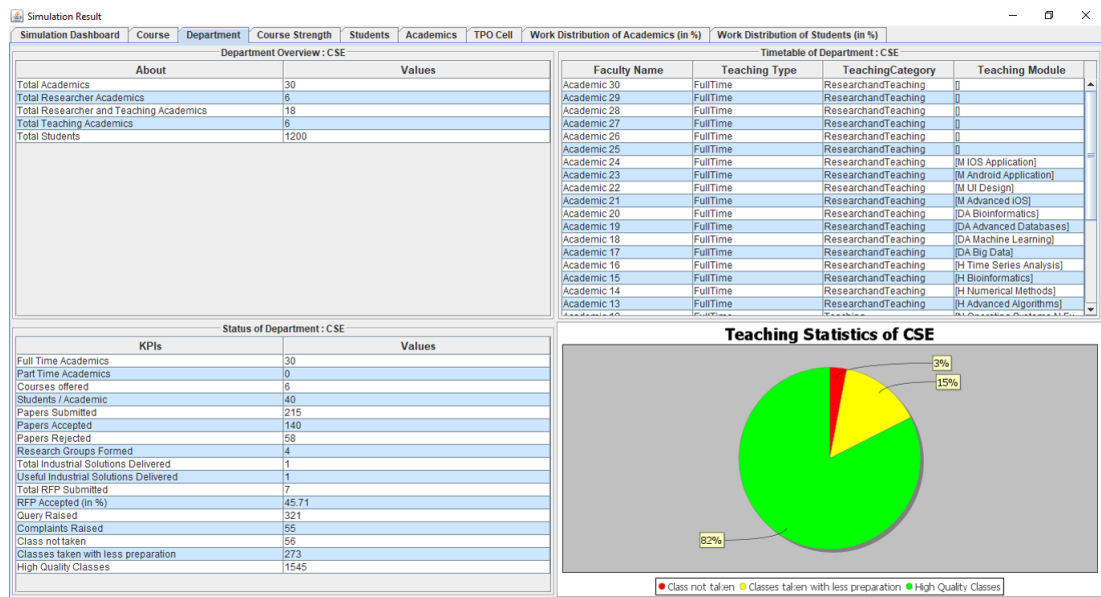 Simulation Result
Simulation Dashboard Course Department Course Strength Students Academics TPO Cell Work Distribution of Academics (in %) Work Distribution of Students (in %)
Department Overview : CSE
About Values
Total Academics 30
Total Researcher Academics 6
Total Researcher and Teaching Academics 18
Total Teaching Academics 6
Total Students 1200
Timetable of Department : CSE
Faculty Name Teaching Type TeachingCategory Teaching Module
Academic 30 FullTime ResearchandTeaching []
Academic 29 FullTime ResearchandTeaching []
Academic 28 FullTime ResearchandTeaching []
Academic 27 FullTime ResearchandTeaching []
Academic 26 FullTime ResearchandTeaching []
Academic 25 FullTime ResearchandTeaching []
Academic 24 FullTime ResearchandTeaching [M IOS Application]
Academic 23 FullTime ResearchandTeaching [M Android Application]
Academic 22 FullTime ResearchandTeaching [M UI Design]
Academic 21 FullTime ResearchandTeaching [M Advanced iOS]
Academic 20 FullTime ResearchandTeaching [DA Bioinformatics]
Academic 19 FullTime ResearchandTeaching [DA Advanced Databases]
Academic 18 FullTime ResearchandTeaching [DA Machine Learning]
Academic 17 FullTime ResearchandTeaching [DA Big Data]
Academic 16 FullTime ResearchandTeaching [H Time Series Analysis]
Academic 15 FullTime ResearchandTeaching [H Bioinformatics]
Academic 14 FullTime ResearchandTeaching [H Numerical Methods]
Academic 13 FullTime ResearchandTeaching [H Advanced Algorithms]
Status of Department : CSE
KPIs Values
Full Time Academics 30
Part Time Academics 0
Courses offered 6
Students / Academic 40
Papers Submitted 215
Papers Accepted 140
Papers Rejected 58
Research Groups Formed 4
Total Industrial Solutions Delivered 1
Useful Industrial Solutions Delivered 1
Total RFP Submitted 7
RFP Accepted (in %) 45.71
Query Raised 321
Complaints Raised 55
Class not taken 56
Classes taken with less preparation 273
High Quality Classes 1545
Teaching Statistics of CSE
3%
15%
82%
Class not taken Classes taken with less preparation High Quality Classes